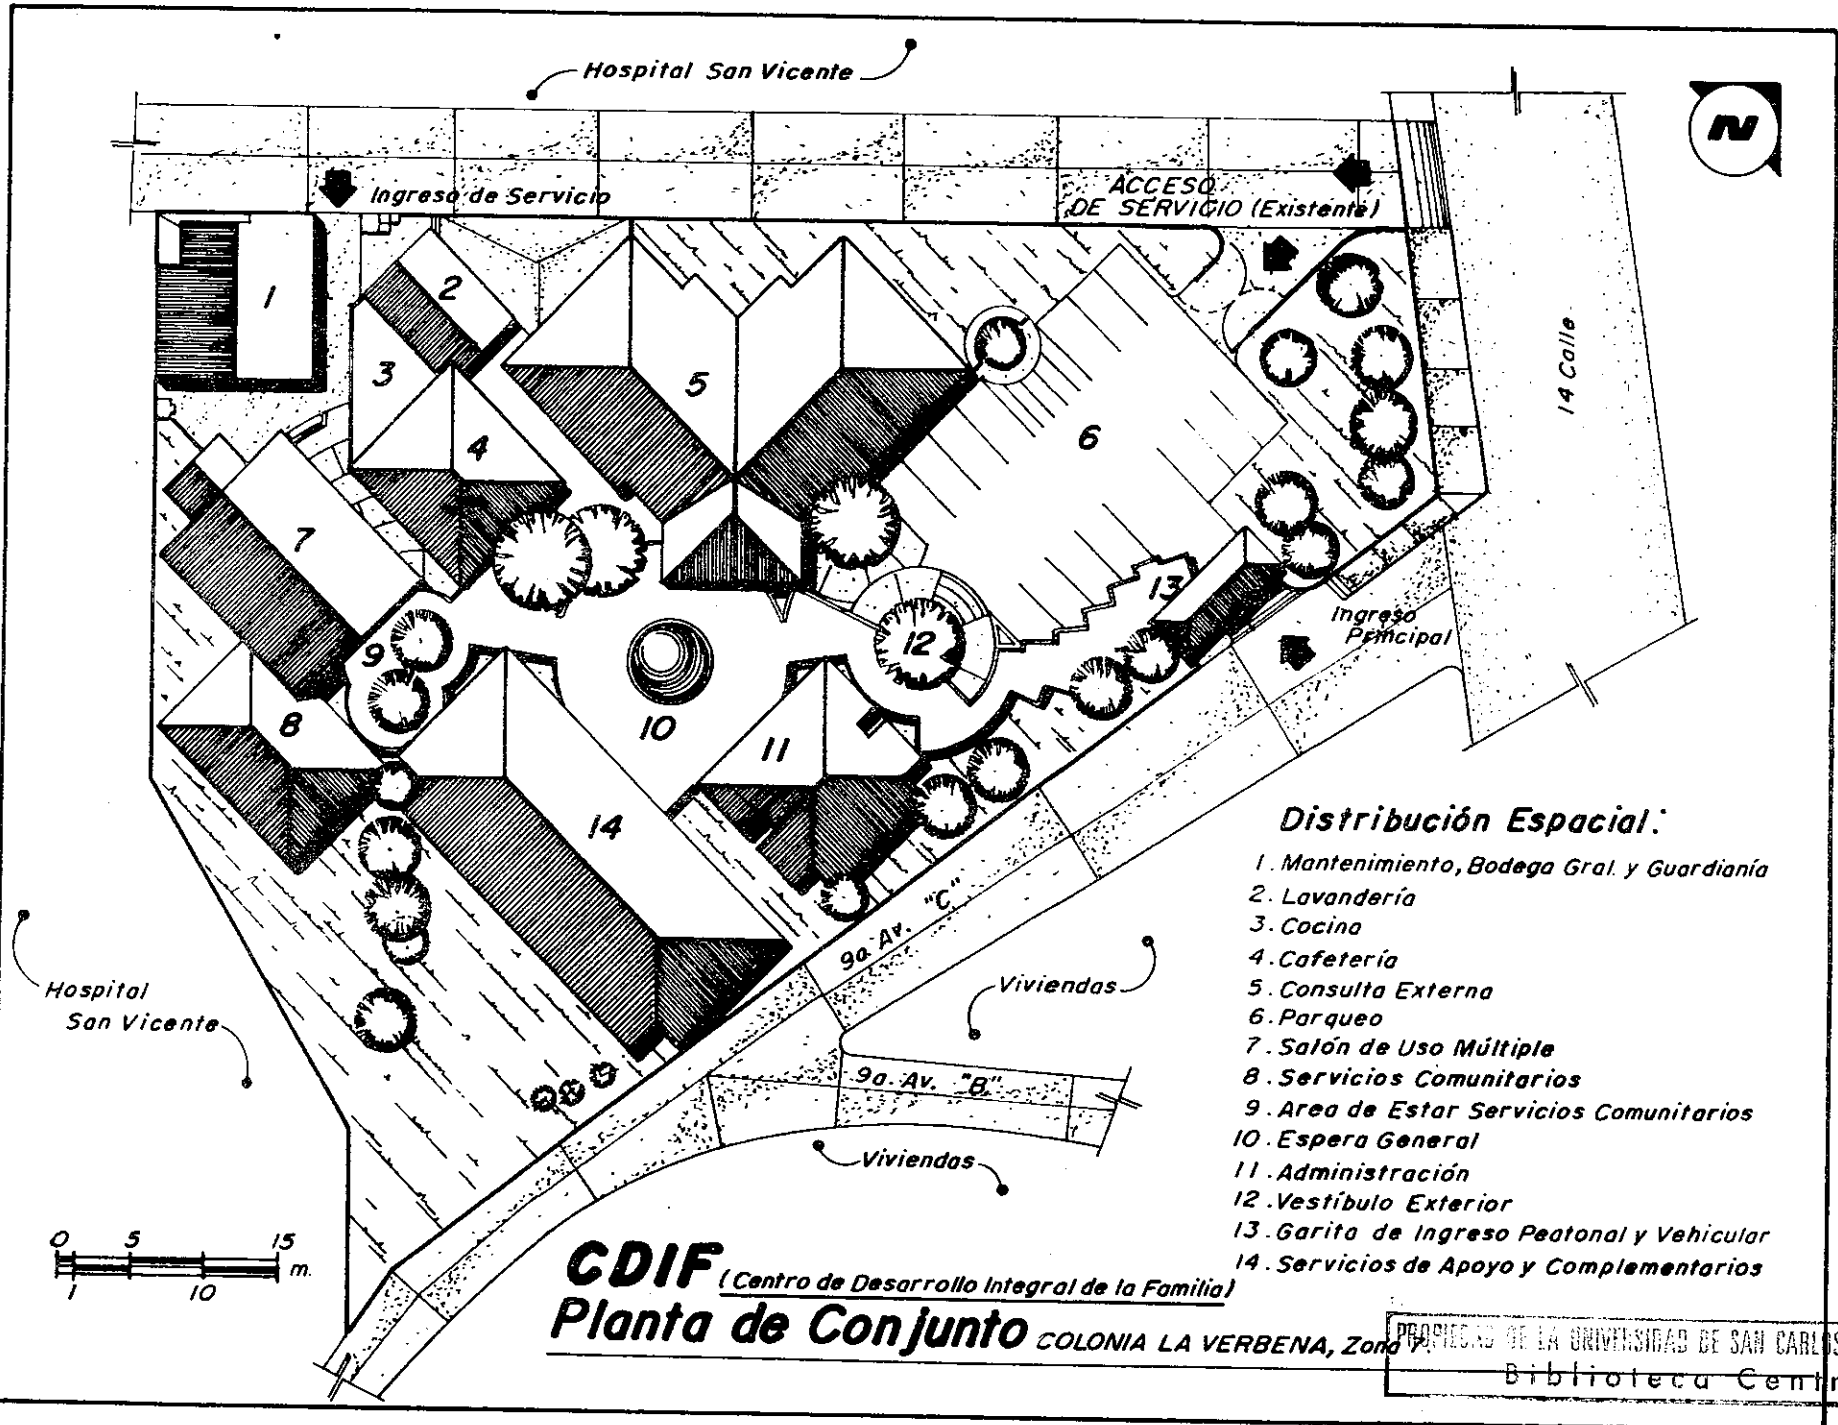 Hospital San Vicente
N
Ingreso de Servicio
ACCESO
DE SERVICIO (Existente)
14 Calle
1
2
3
4
5
6
7
8
9
10
11
12
13
14
Ingreso
Principal
9a. Av. "C"
Viviendas
9a. Av. "B"
Viviendas
Hospital
San Vicente
Distribución Espacial:
1. Mantenimiento, Bodega Gral. y Guardianía
2. Lavandería
3. Cocina
4. Cafetería
5. Consulta Externa
6. Parqueo
7. Salón de Uso Múltiple
8. Servicios Comunitarios
9. Area de Estar Servicios Comunitarios
10. Espera General
11. Administración
12. Vestíbulo Exterior
13. Garita de Ingreso Peatonal y Vehicular
14. Servicios de Apoyo y Complementarios
0 5 15
m.
1 10
CDIF (Centro de Desarrollo Integral de la Familia)
Planta de Conjunto COLONIA LA VERBENA, Zona 7.
PROPIEDAD DE LA UNIVERSIDAD DE SAN CARLOS
Biblioteca Centr